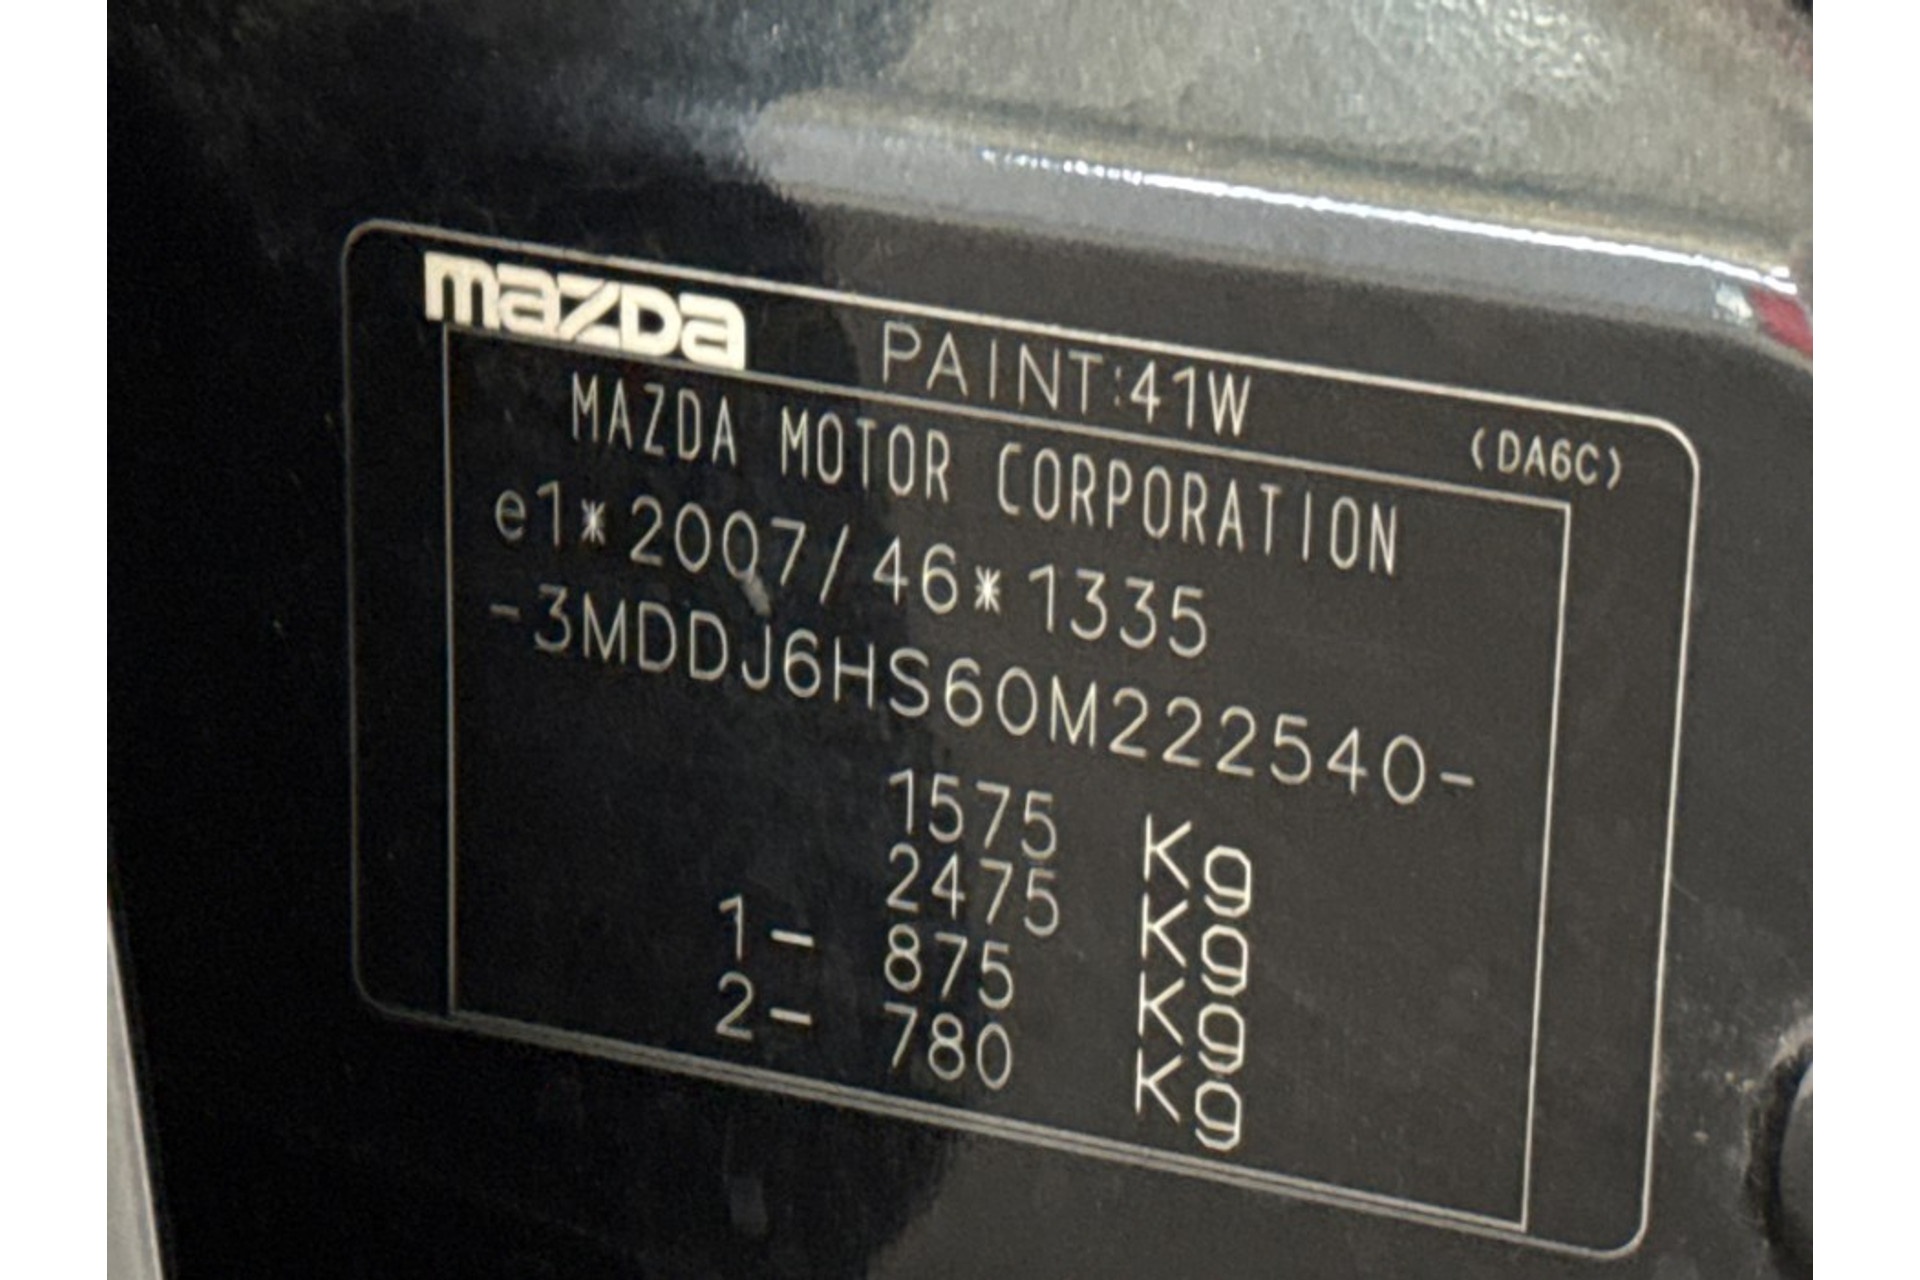 mazda PAINT:41W (DA6C)
MAZDA MOTOR CORPORATION
e1*2007/46*1335
-3MDDJ6HS60M222540-
1575 Kg
2475 Kg
1- 875 Kg
2- 780 Kg